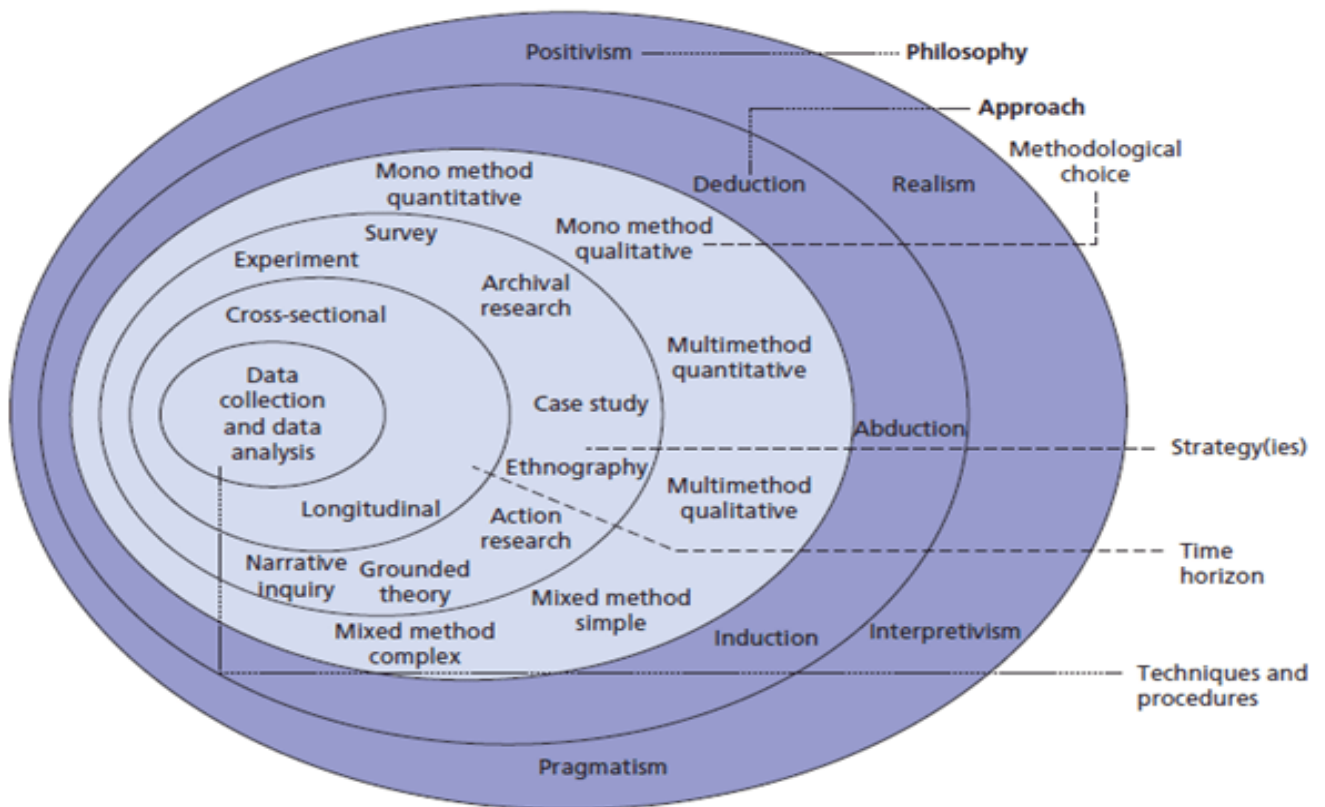 Positivism
Philosophy
Approach
Methodological
choice
Mono method
quantitative
Deduction
Realism
Mono method
qualitative
Survey
Experiment
Archival
research
Cross-sectional
Multimethod
quantitative
Data
collection
and data
analysis
Case study
Abduction
Strategy(ies)
Ethnography
Multimethod
qualitative
Longitudinal
Action
research
Time
horizon
Narrative
inquiry
Grounded
theory
Mixed method
simple
Mixed method
complex
Induction
Interpretivism
Techniques and
procedures
Pragmatism